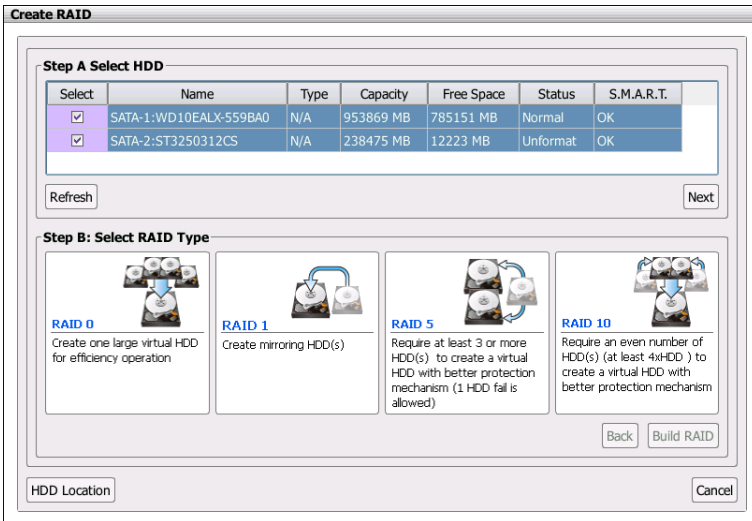 Create RAID
Step A Select HDD
Select Name Type Capacity Free Space Status S.M.A.R.T.
SATA-1:WD10EALX-559BA0 N/A 953869 MB 785151 MB Normal OK
SATA-2:ST3250312CS N/A 238475 MB 12223 MB Unformat OK
Refresh Next
Step B: Select RAID Type
RAID 0
Create one large virtual HDD
for efficiency operation
RAID 1
Create mirroring HDD(s)
RAID 5
Require at least 3 or more
HDD(s) to create a virtual
HDD with better protection
mechanism (1 HDD fail is
allowed)
RAID 10
Require an even number of
HDD(s) (at least 4xHDD ) to
create a virtual HDD with
better protection mechanism
Back Build RAID
HDD Location Cancel